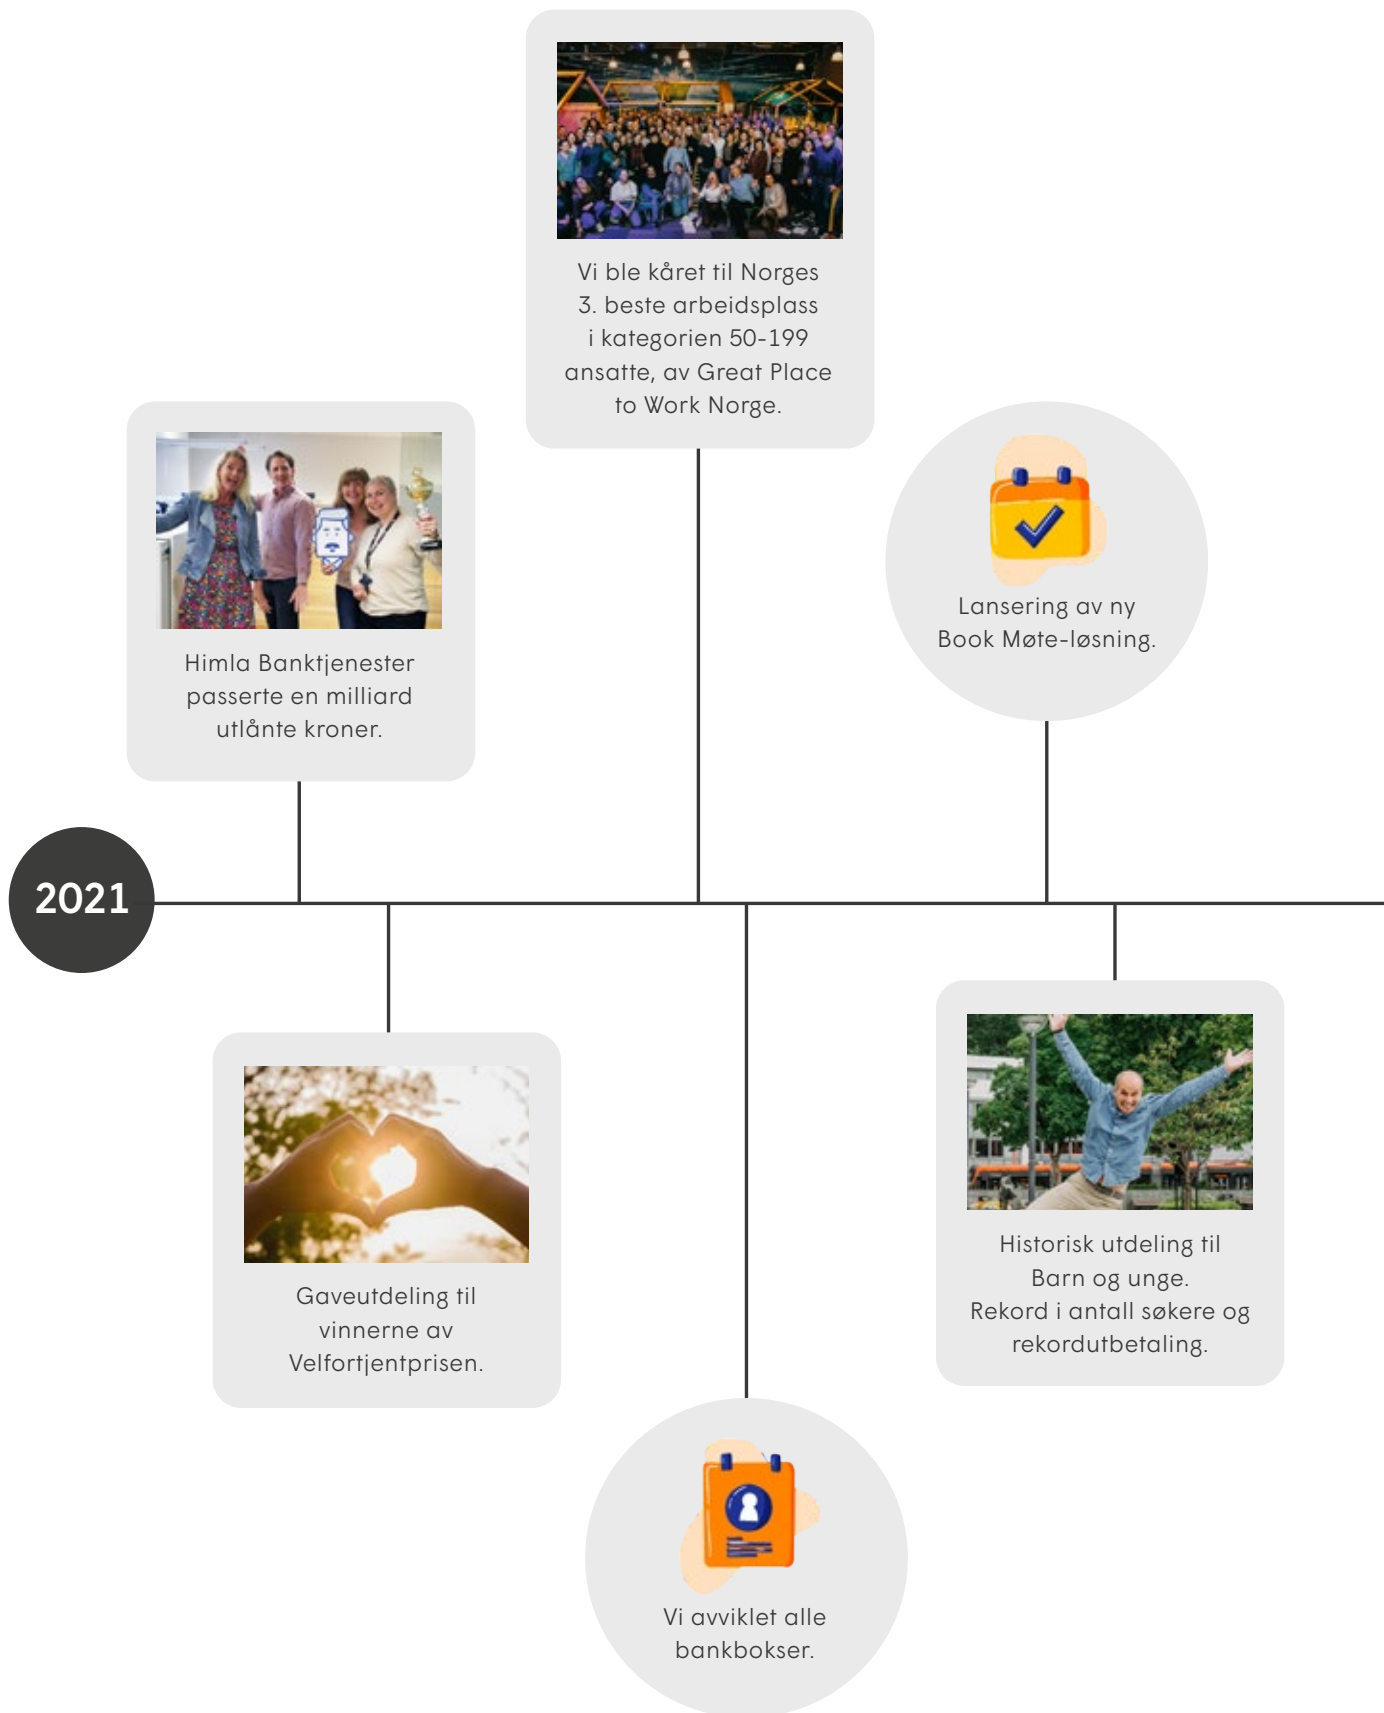 Vi ble kåret til Norges
3. beste arbeidsplass
i kategorien 50-199
ansatte, av Great Place
to Work Norge.
Himla Banktjenester
passerte en milliard
utlånte kroner.
Lansering av ny
Book Møte-løsning.
2021
Gaveutdeling til
vinnerne av
Velfortjentprisen.
Historisk utdeling til
Barn og unge.
Rekord i antall søkere og
rekordutbetaling.
Vi avviklet alle
bankbokser.